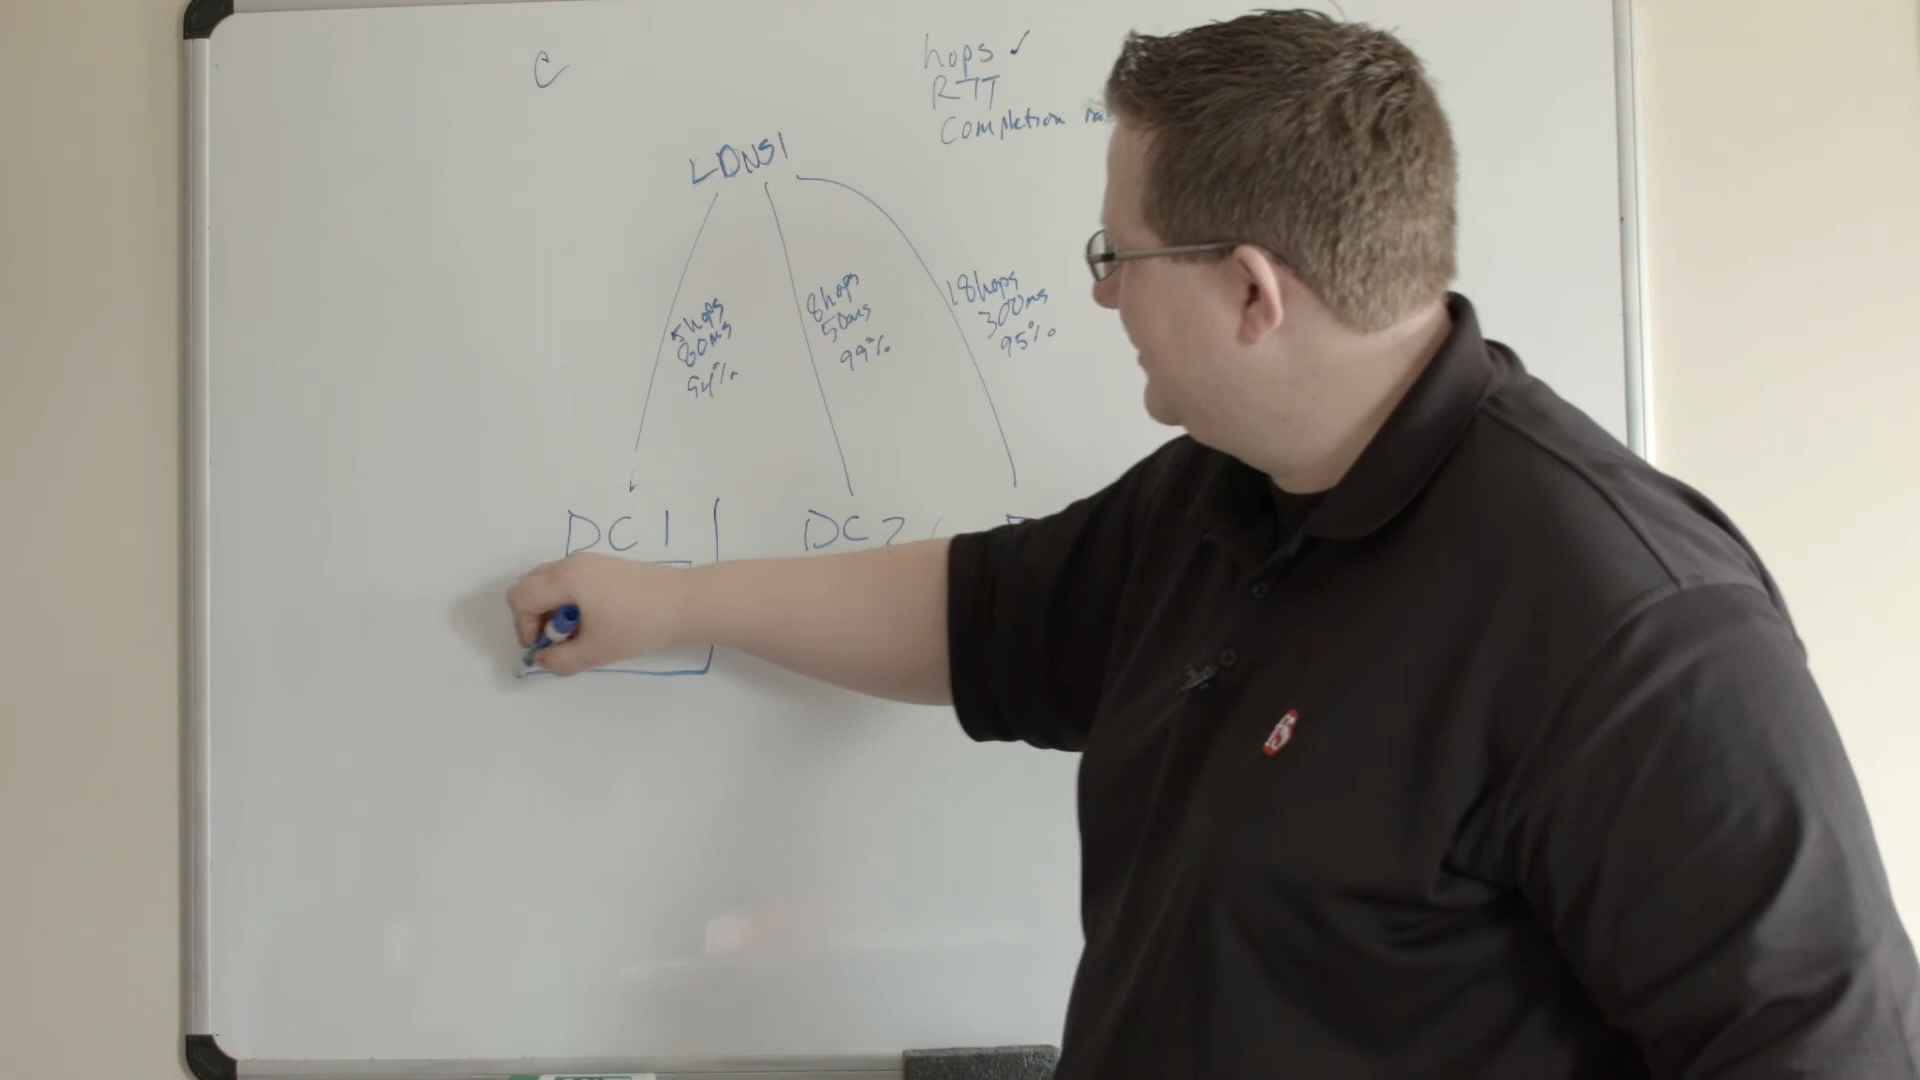 C
hops ✓
RTT
Completion
LDNS1
5 hops
80ms
94%
8 hops
50ms
99%
18 hops
300ms
95%
DC 1
DC 2